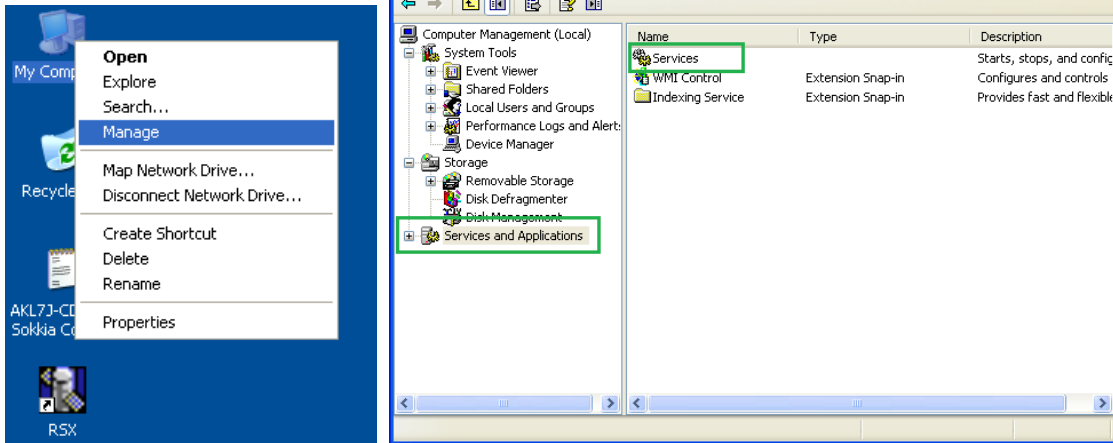 My Comp
Open
Explore
Search...
Manage
Map Network Drive...
Disconnect Network Drive...
Create Shortcut
Delete
Rename
Properties
Recycle
AKL7J-CD
Sokkia Co
RSX
Computer Management (Local)
System Tools
Event Viewer
Shared Folders
Local Users and Groups
Performance Logs and Alert:
Device Manager
Storage
Removable Storage
Disk Defragmenter
Disk Management
Services and Applications
Name Type Description
Services Starts, stops, and config
WMI Control Extension Snap-in Configures and controls
Indexing Service Extension Snap-in Provides fast and flexible